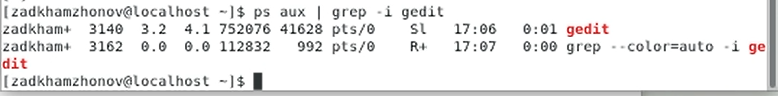 [zadkhamzhonov@localhost ~]$ ps aux | grep -i gedit
zadkham+  3140  3.2  4.1 752076 41628 pts/0    Sl   17:06   0:01 gedit
zadkham+  3162  0.0  0.0 112832   992 pts/0    R+   17:07   0:00 grep --color=auto -i ge
dit
[zadkhamzhonov@localhost ~]$